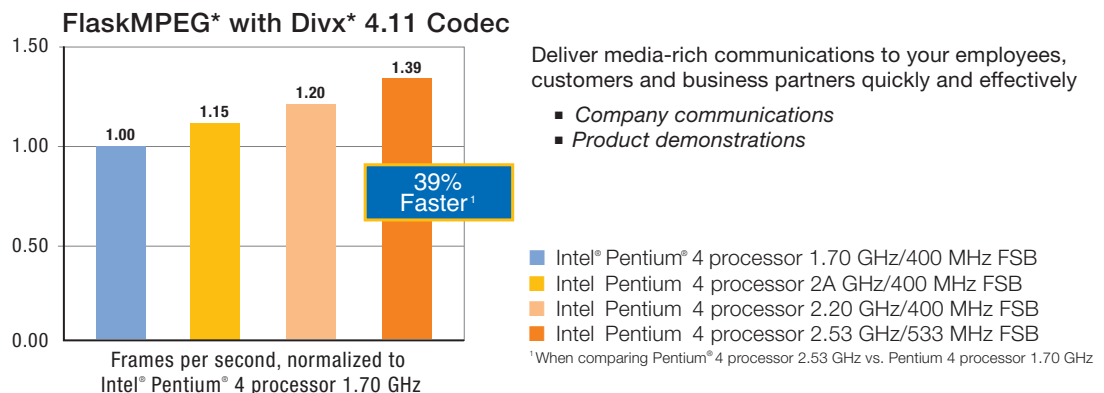 FlaskMPEG* with Divx* 4.11 Codec
1.50
1.00
0.50
0.00
1.00
1.15
1.20
1.39
39%
Faster¹
Frames per second, normalized to
Intel® Pentium® 4 processor 1.70 GHz
Deliver media-rich communications to your employees,
customers and business partners quickly and effectively
▪ Company communications
▪ Product demonstrations
Intel® Pentium® 4 processor 1.70 GHz/400 MHz FSB
Intel Pentium 4 processor 2A GHz/400 MHz FSB
Intel Pentium 4 processor 2.20 GHz/400 MHz FSB
Intel Pentium 4 processor 2.53 GHz/533 MHz FSB
¹When comparing Pentium® 4 processor 2.53 GHz vs. Pentium 4 processor 1.70 GHz